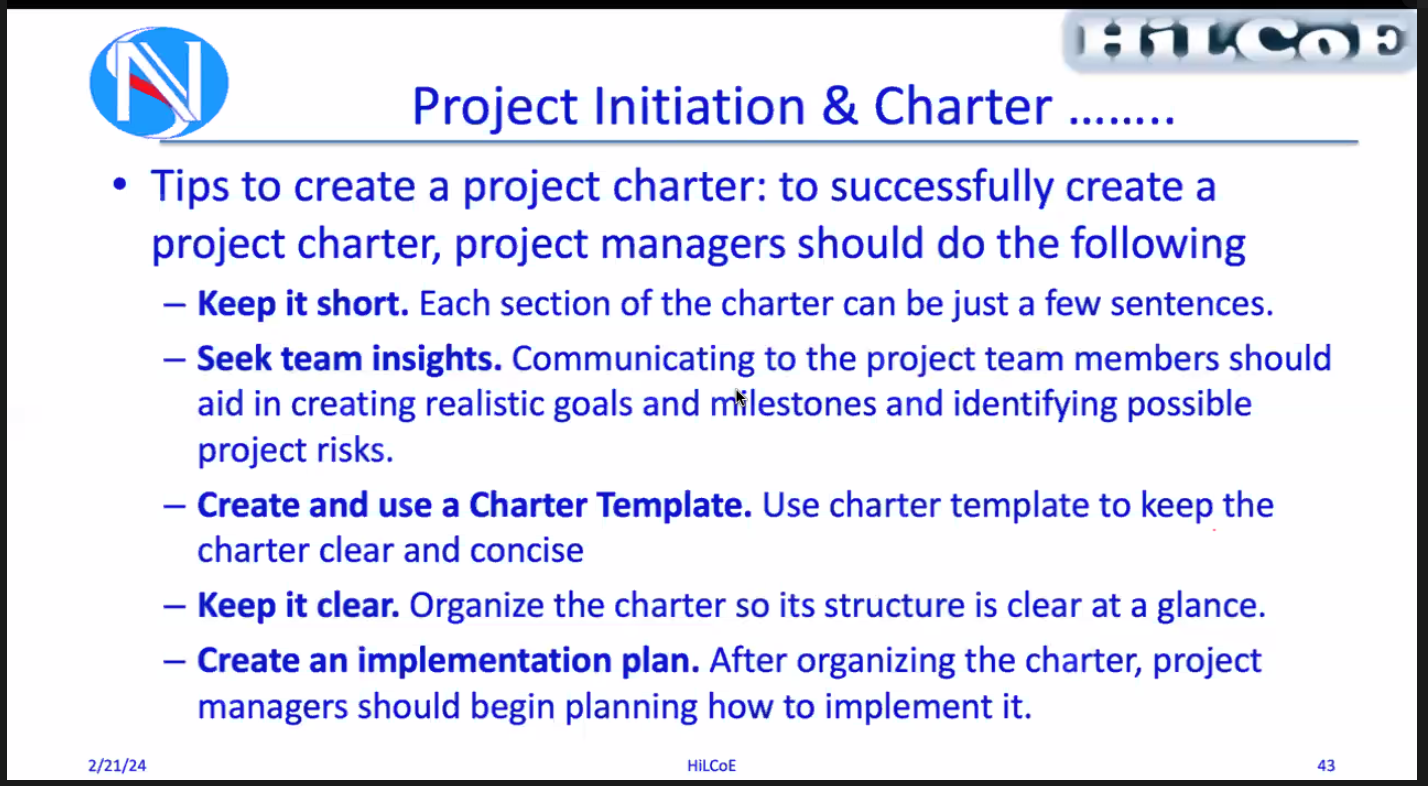 HiLCoE
N
Project Initiation & Charter ……..
• Tips to create a project charter: to successfully create a
project charter, project managers should do the following
– Keep it short. Each section of the charter can be just a few sentences.
– Seek team insights. Communicating to the project team members should
aid in creating realistic goals and milestones and identifying possible
project risks.
– Create and use a Charter Template. Use charter template to keep the
charter clear and concise
– Keep it clear. Organize the charter so its structure is clear at a glance.
– Create an implementation plan. After organizing the charter, project
managers should begin planning how to implement it.
2/21/24
HiLCoE
43